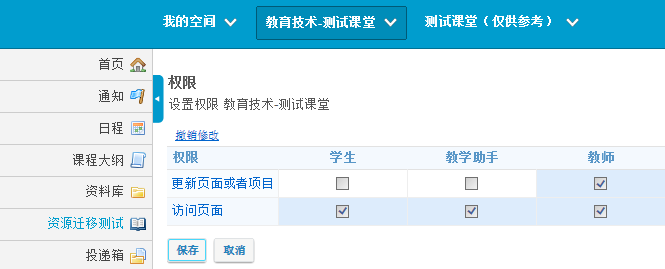 我的空间 教育技术-测试课堂 测试课堂（仅供参考）
首页
通知
日程
课程大纲
资料库
资源迁移测试
投递箱
权限
设置权限 教育技术-测试课堂
撤销修改
权限 学生 教学助手 教师
更新页面或者项目
访问页面
保存 取消